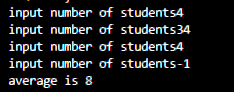 input number of students4
input number of students34
input number of students4
input number of students-1
average is 8